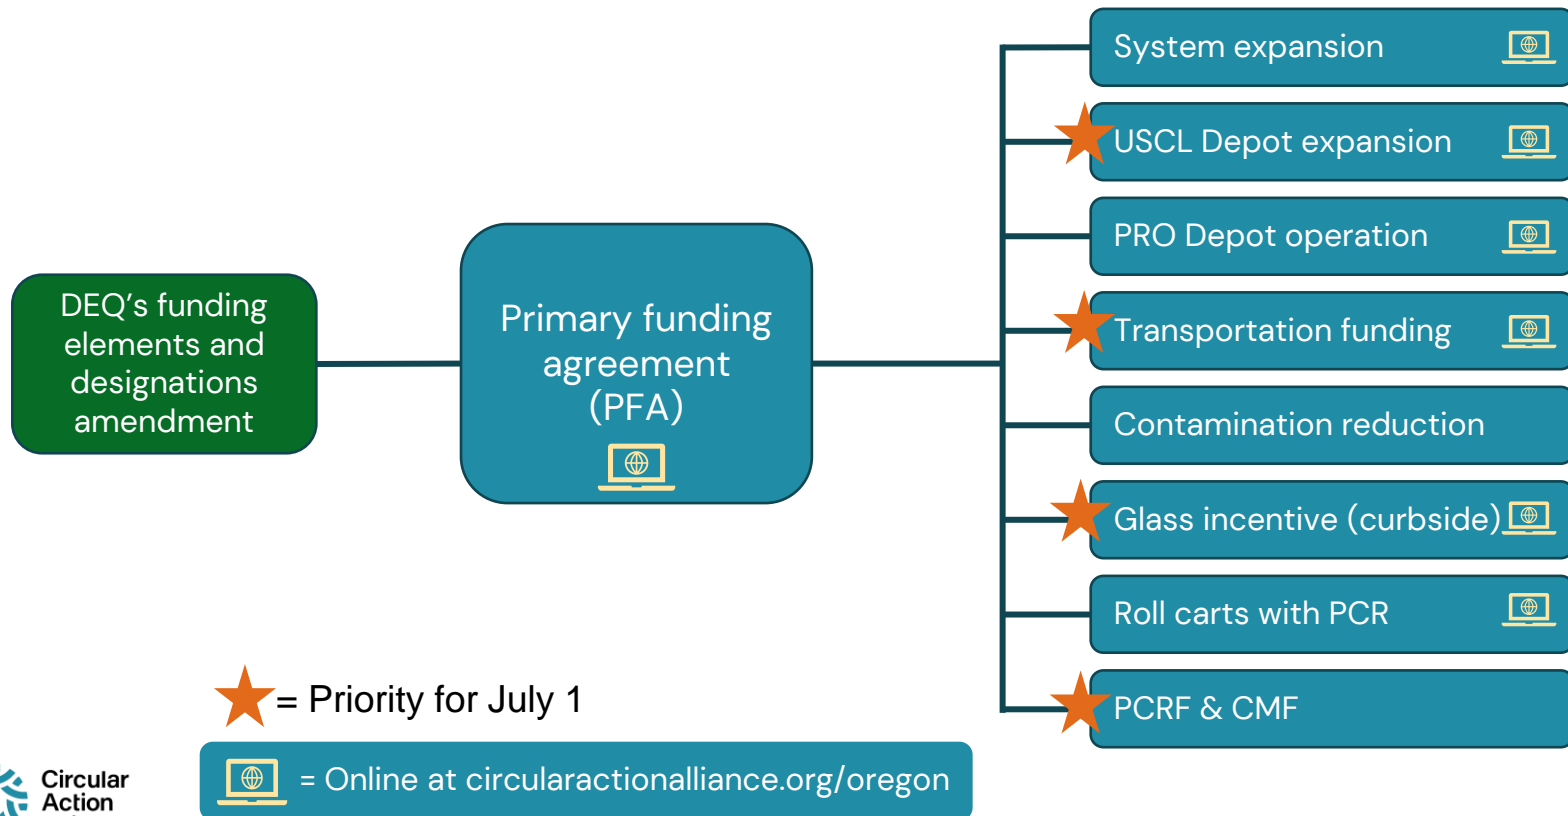 DEQ’s funding
elements and
designations
amendment
Primary funding
agreement
(PFA)
System expansion
USCL Depot expansion
PRO Depot operation
Transportation funding
Contamination reduction
Glass incentive (curbside)
Roll carts with PCR
PCRF & CMF
= Priority for July 1
= Online at circularactionalliance.org/oregon
Circular
Action